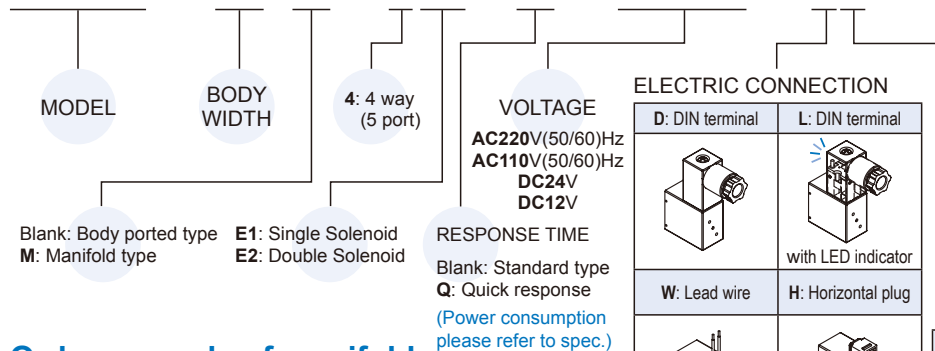 MODEL
BODY
WIDTH
4: 4 way
(5 port)
VOLTAGE
AC220V(50/60)Hz
AC110V(50/60)Hz
DC24V
DC12V
ELECTRIC CONNECTION
D: DIN terminal
L: DIN terminal
with LED indicator
W: Lead wire
H: Horizontal plug
Blank: Body ported type
M: Manifold type
E1: Single Solenoid
E2: Double Solenoid
RESPONSE TIME
Blank: Standard type
Q: Quick response
(Power consumption
please refer to spec.)